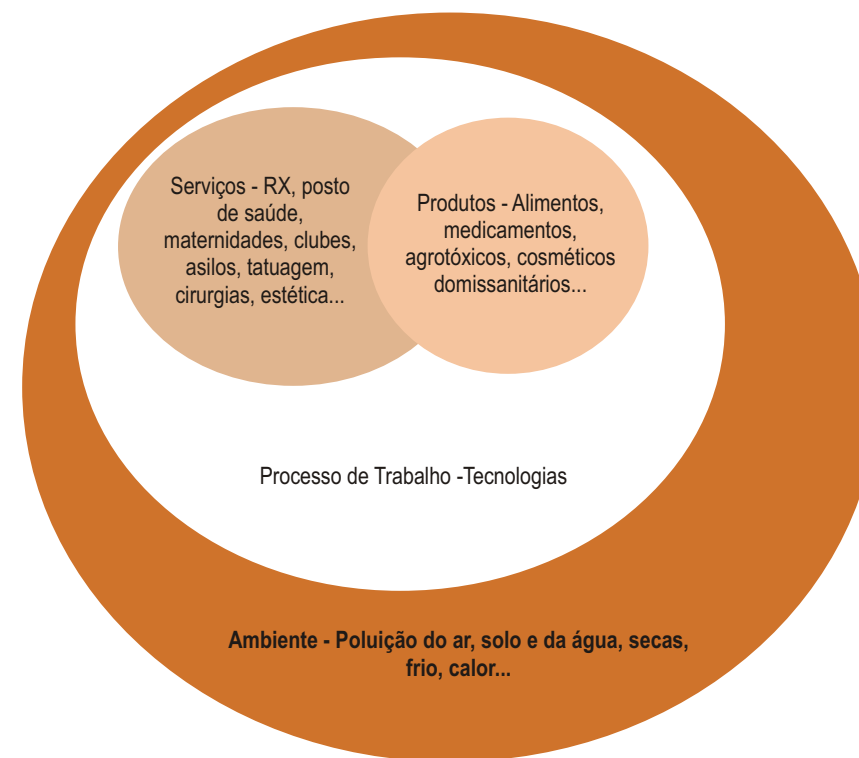 Serviços - RX, posto
de saúde,
maternidades, clubes,
asilos, tatuagem,
cirurgias, estética...
Produtos - Alimentos,
medicamentos,
agrotóxicos, cosméticos
domissanitários...
Processo de Trabalho -Tecnologias
Ambiente - Poluição do ar, solo e da água, secas,
frio, calor...